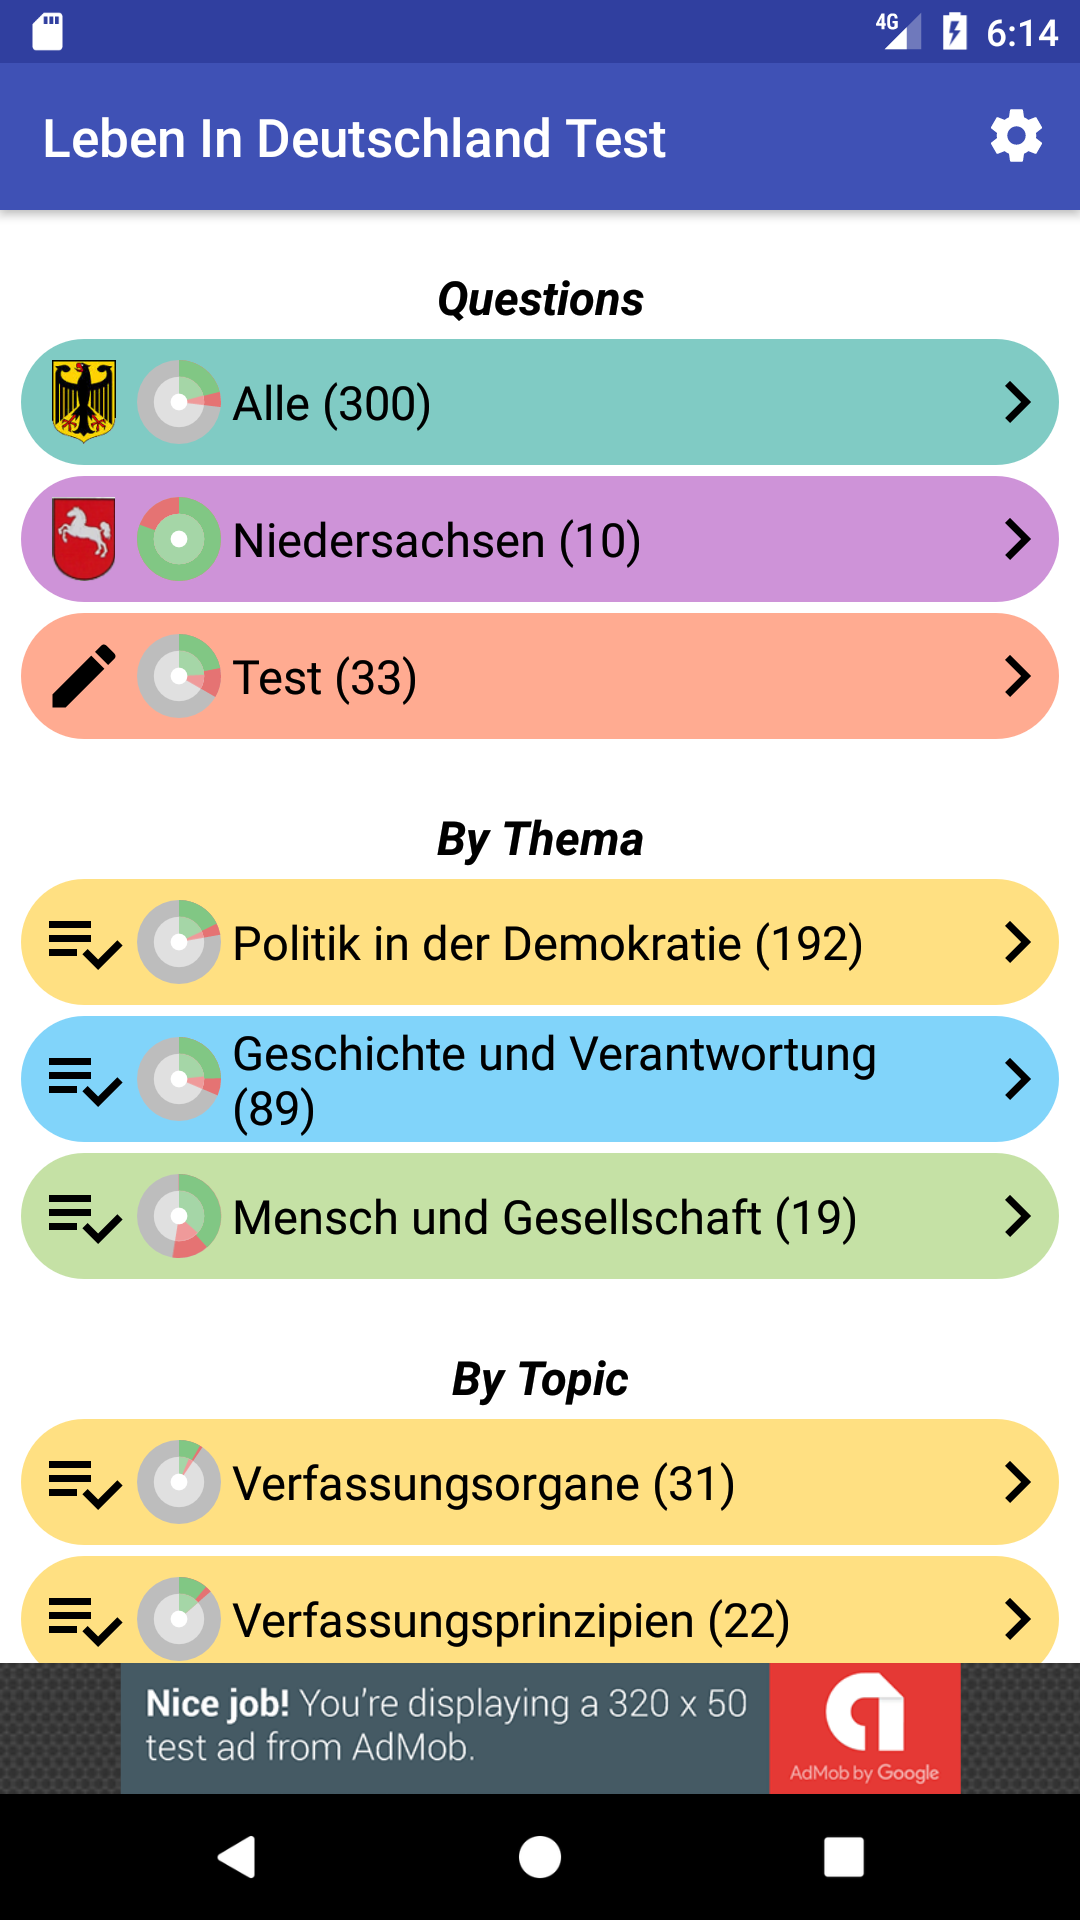 4G 6:14
Leben In Deutschland Test
Questions
Alle (300)
Niedersachsen (10)
Test (33)
By Thema
Politik in der Demokratie (192)
Geschichte und Verantwortung
(89)
Mensch und Gesellschaft (19)
By Topic
Verfassungsorgane (31)
Verfassungsprinzipien (22)
Nice job! You're displaying a 320 x 50
test ad from AdMob.
AdMob by Google